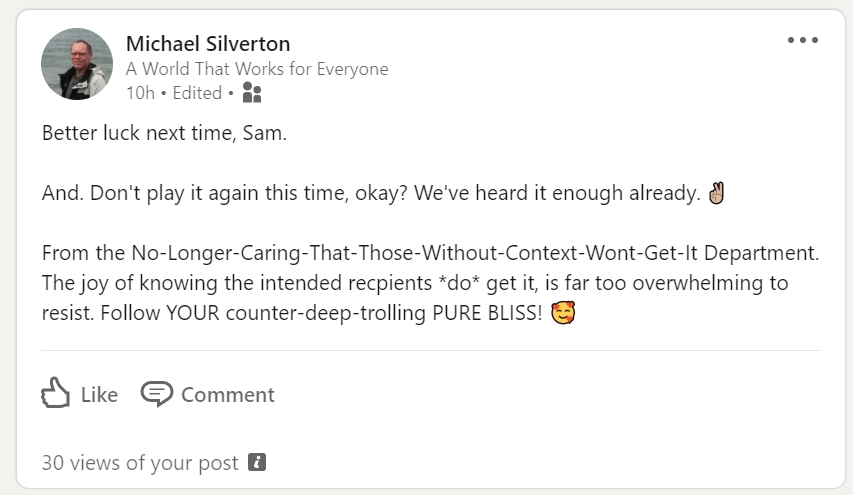 Michael Silverton
A World That Works for Everyone
10h • Edited •
Better luck next time, Sam.
And. Don't play it again this time, okay? We've heard it enough already. ✌🏼
From the No-Longer-Caring-That-Those-Without-Context-Wont-Get-It Department.
The joy of knowing the intended recpients *do* get it, is far too overwhelming to
resist. Follow YOUR counter-deep-trolling PURE BLISS! 🥰
Like Comment
30 views of your post